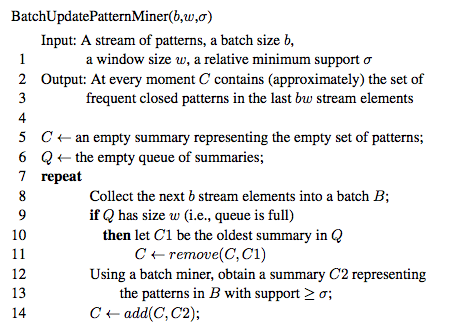 BatchUpdatePatternMiner(b,w,σ)
Input: A stream of patterns, a batch size b,
1 a window size w, a relative minimum support σ
2 Output: At every moment C contains (approximately) the set of
3 frequent closed patterns in the last bw stream elements
4
5 C ← an empty summary representing the empty set of patterns;
6 Q ← the empty queue of summaries;
7 repeat
8 Collect the next b stream elements into a batch B;
9 if Q has size w (i.e., queue is full)
10 then let C1 be the oldest summary in Q
11 C ← remove(C, C1)
12 Using a batch miner, obtain a summary C2 representing
13 the patterns in B with support ≥ σ;
14 C ← add(C, C2);